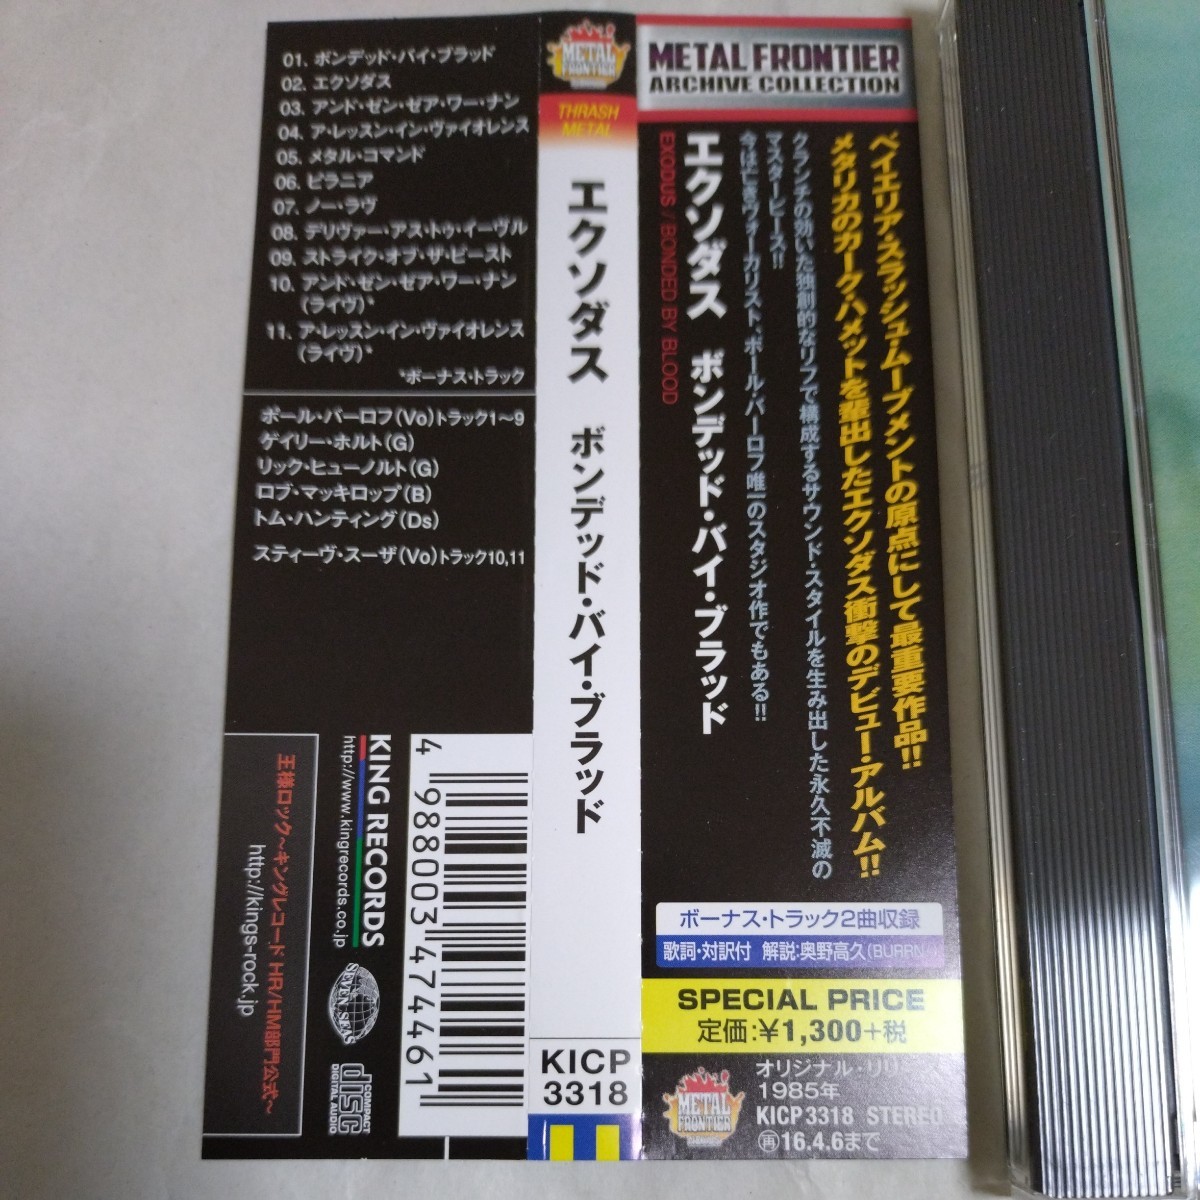 01. ボンデッド・バイ・ブラッド
02. エクソダス
03. アンド・ゼン・ゼア・ワー・ナン
04. ア・レッスン・イン・ヴァイオレンス
05. メタル・コマンド
06. ピラニア
07. ノー・ラヴ
08. デリヴァー・アス・トゥ・イーヴル
09. ストライク・オブ・ザ・ビースト
10. アンド・ゼン・ゼア・ワー・ナン
(ライヴ)*
11. ア・レッスン・イン・ヴァイオレンス
(ライヴ)*
*ボーナス・トラック
ポール・バーロフ(Vo)トラック1〜9
ゲイリー・ホルト(G)
リック・ヒューノルト(G)
ロブ・マッキロップ(B)
トム・ハンティング(Ds)
スティーヴ・スーザ(Vo)トラック10,11
4 988003 474461
KING RECORDS
http://www.kingrecords.co.jp
SEVEN SEAS
COMPACT
disc
DIGITAL AUDIO
王様ロック〜キングレコード HR/HM部門公式〜
http://kings-rock.jp
METAL
FRONTIER
THRASH
METAL
エクソダス ボンデッド・バイ・ブラッド
KICP
3318
METAL FRONTIER
ARCHIVE COLLECTION
ベイエリア・スラッシュ・ムーブメントの原点にして最重要作品!!
メタリカのカーク・ハメットを輩出したエクソダス衝撃のデビュー・アルバム!!
クランチの効いた独創的なリフで構成するサウンド・スタイルを生み出した永久不滅の
マスターピース!!
今は亡きヴォーカリスト、ポール・バーロフ唯一のスタジオ作でもある!!
エクソダス ボンデッド・バイ・ブラッド
EXODUS / BONDED BY BLOOD
ボーナス・トラック2曲収録
歌詞・対訳付 解説:奥野高久(BURRN!)
SPECIAL PRICE
定価:¥1,300+税
オリジナル・リリース
1985年
KICP 3318 STEREO
再16.4.6まで
METAL
FRONTIER